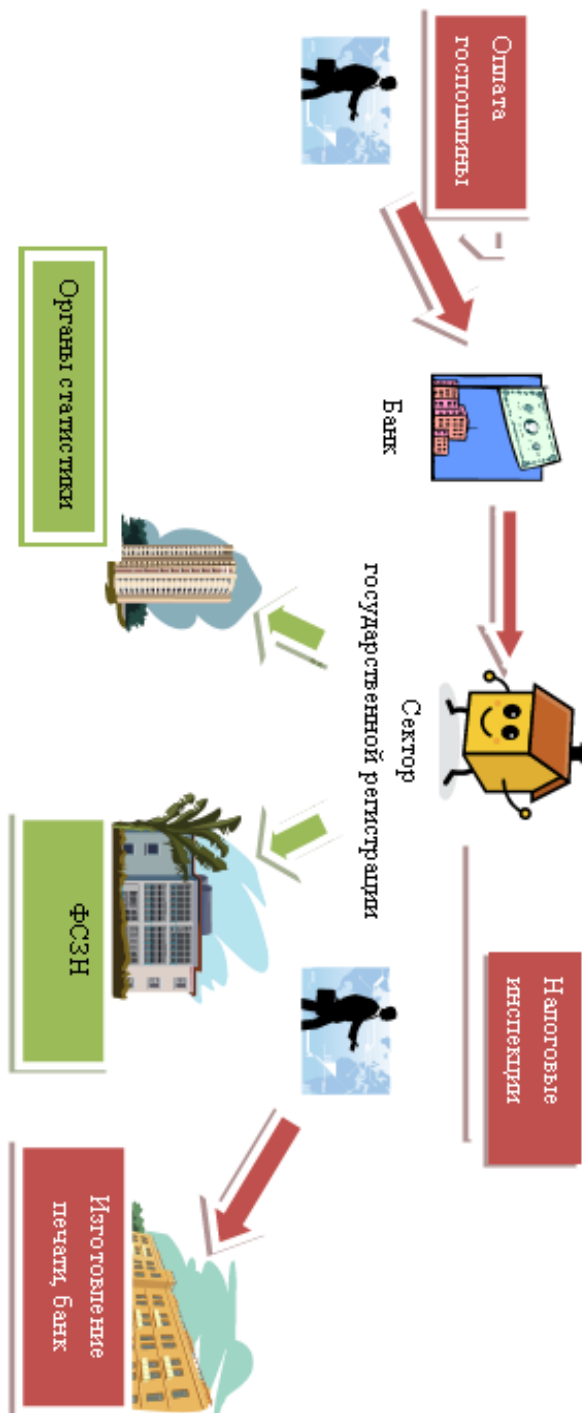 Оплата
госпошлины
Банк
Сектор
государственной регистрации
Налоговые
инспекции
Органы статистики
ФСЗН
Изготовление
печати, банк